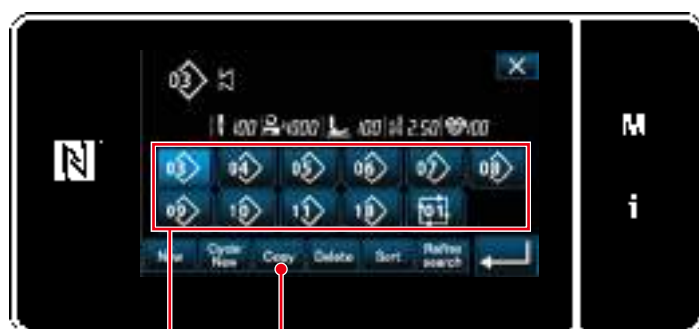 03
100 4000 100 2.50 100
M
03 04 05 06 07 08
09 10 11 18 01
i
New Cycle New Copy Delete Sort Refine search